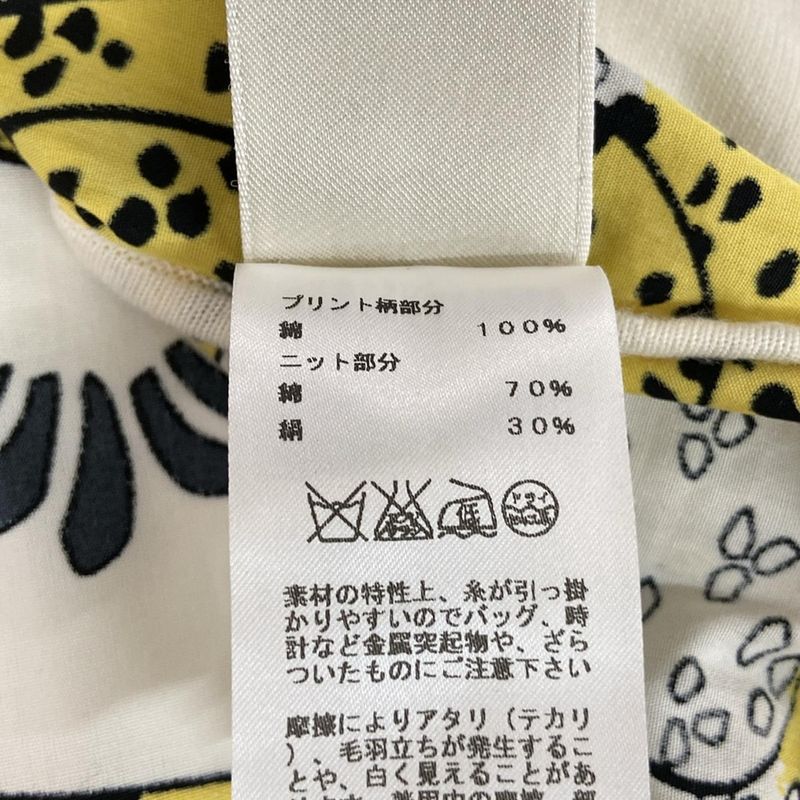 プリント柄部分
綿 100%
ニット部分
綿 70%
絹 30%
ドライ
素材の特性上、糸が引っ掛
かりやすいのでバッグ、時
計など金属突起物や、ざら
ついたものにご注意下さい
摩擦によりアタリ（テカリ
）、毛羽立ちが発生するこ
とや、白く見えることがあ